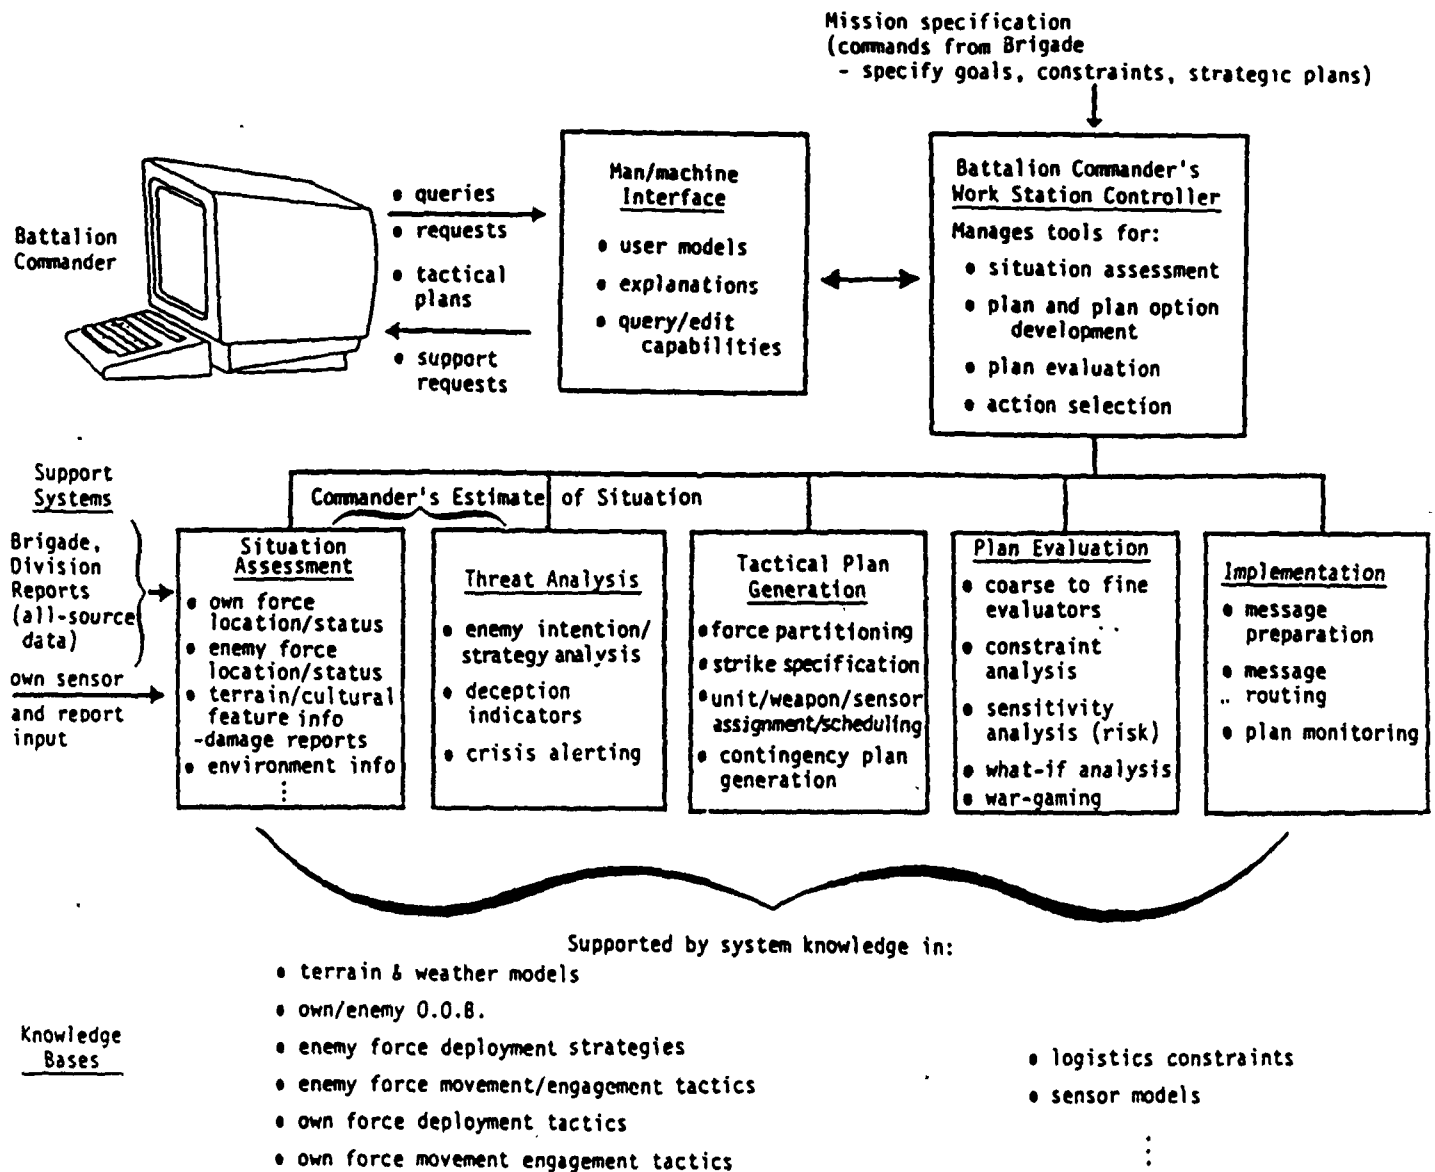 Mission specification
(commands from Brigade
- specify goals, constraints, strategic plans)
Battalion
Commander
• queries
• requests
• tactical
plans
• support
requests
Man/machine
Interface
• user models
• explanations
• query/edit
capabilities
Battalion Commander's
Work Station Controller
Manages tools for:
• situation assessment
• plan and plan option
development
• plan evaluation
• action selection
Support
Systems
Brigade,
Division
Reports
(all-source
data)
own sensor
and report
input
Commander's Estimate of Situation
Situation
Assessment
• own force
location/status
• enemy force
location/status
• terrain/cultural
feature info
-damage reports
• environment info
⋮
Threat Analysis
• enemy intention/
strategy analysis
• deception
indicators
• crisis alerting
Tactical Plan
Generation
• force partitioning
• strike specification
• unit/weapon/sensor
assignment/scheduling
• contingency plan
generation
Plan Evaluation
• coarse to fine
evaluators
• constraint
analysis
• sensitivity
analysis (risk)
• what-if analysis
• war-gaming
Implementation
• message
preparation
• message
routing
• plan monitoring
Supported by system knowledge in:
Knowledge
Bases
• terrain & weather models
• own/enemy O.O.B.
• enemy force deployment strategies
• enemy force movement/engagement tactics
• own force deployment tactics
• own force movement engagement tactics
• logistics constraints
• sensor models
⋮